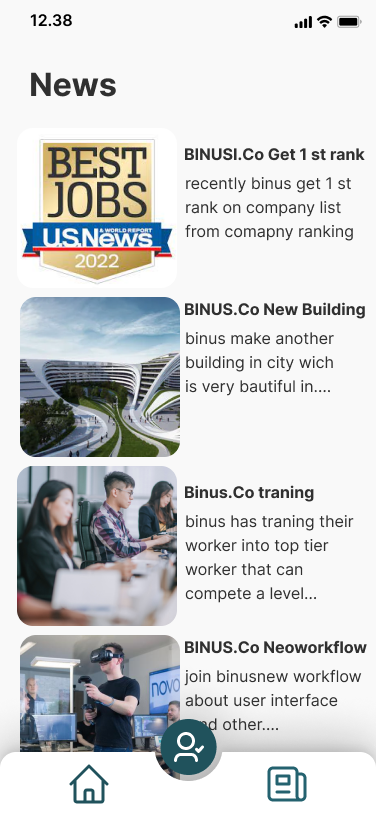 12.38
News
BEST
JOBS
U.S.News
& WORLD REPORT
2022
BINUSI.Co Get 1 st rank
recently binus get 1 st
rank on company list
from comapny ranking
BINUS.Co New Building
binus make another
building in city wich
is very bautiful in....
Binus.Co traning
binus has traning their
worker into top tier
worker that can
compete a level...
BINUS.Co Neoworkflow
join binusnew workflow
about user interface
and other....
novo